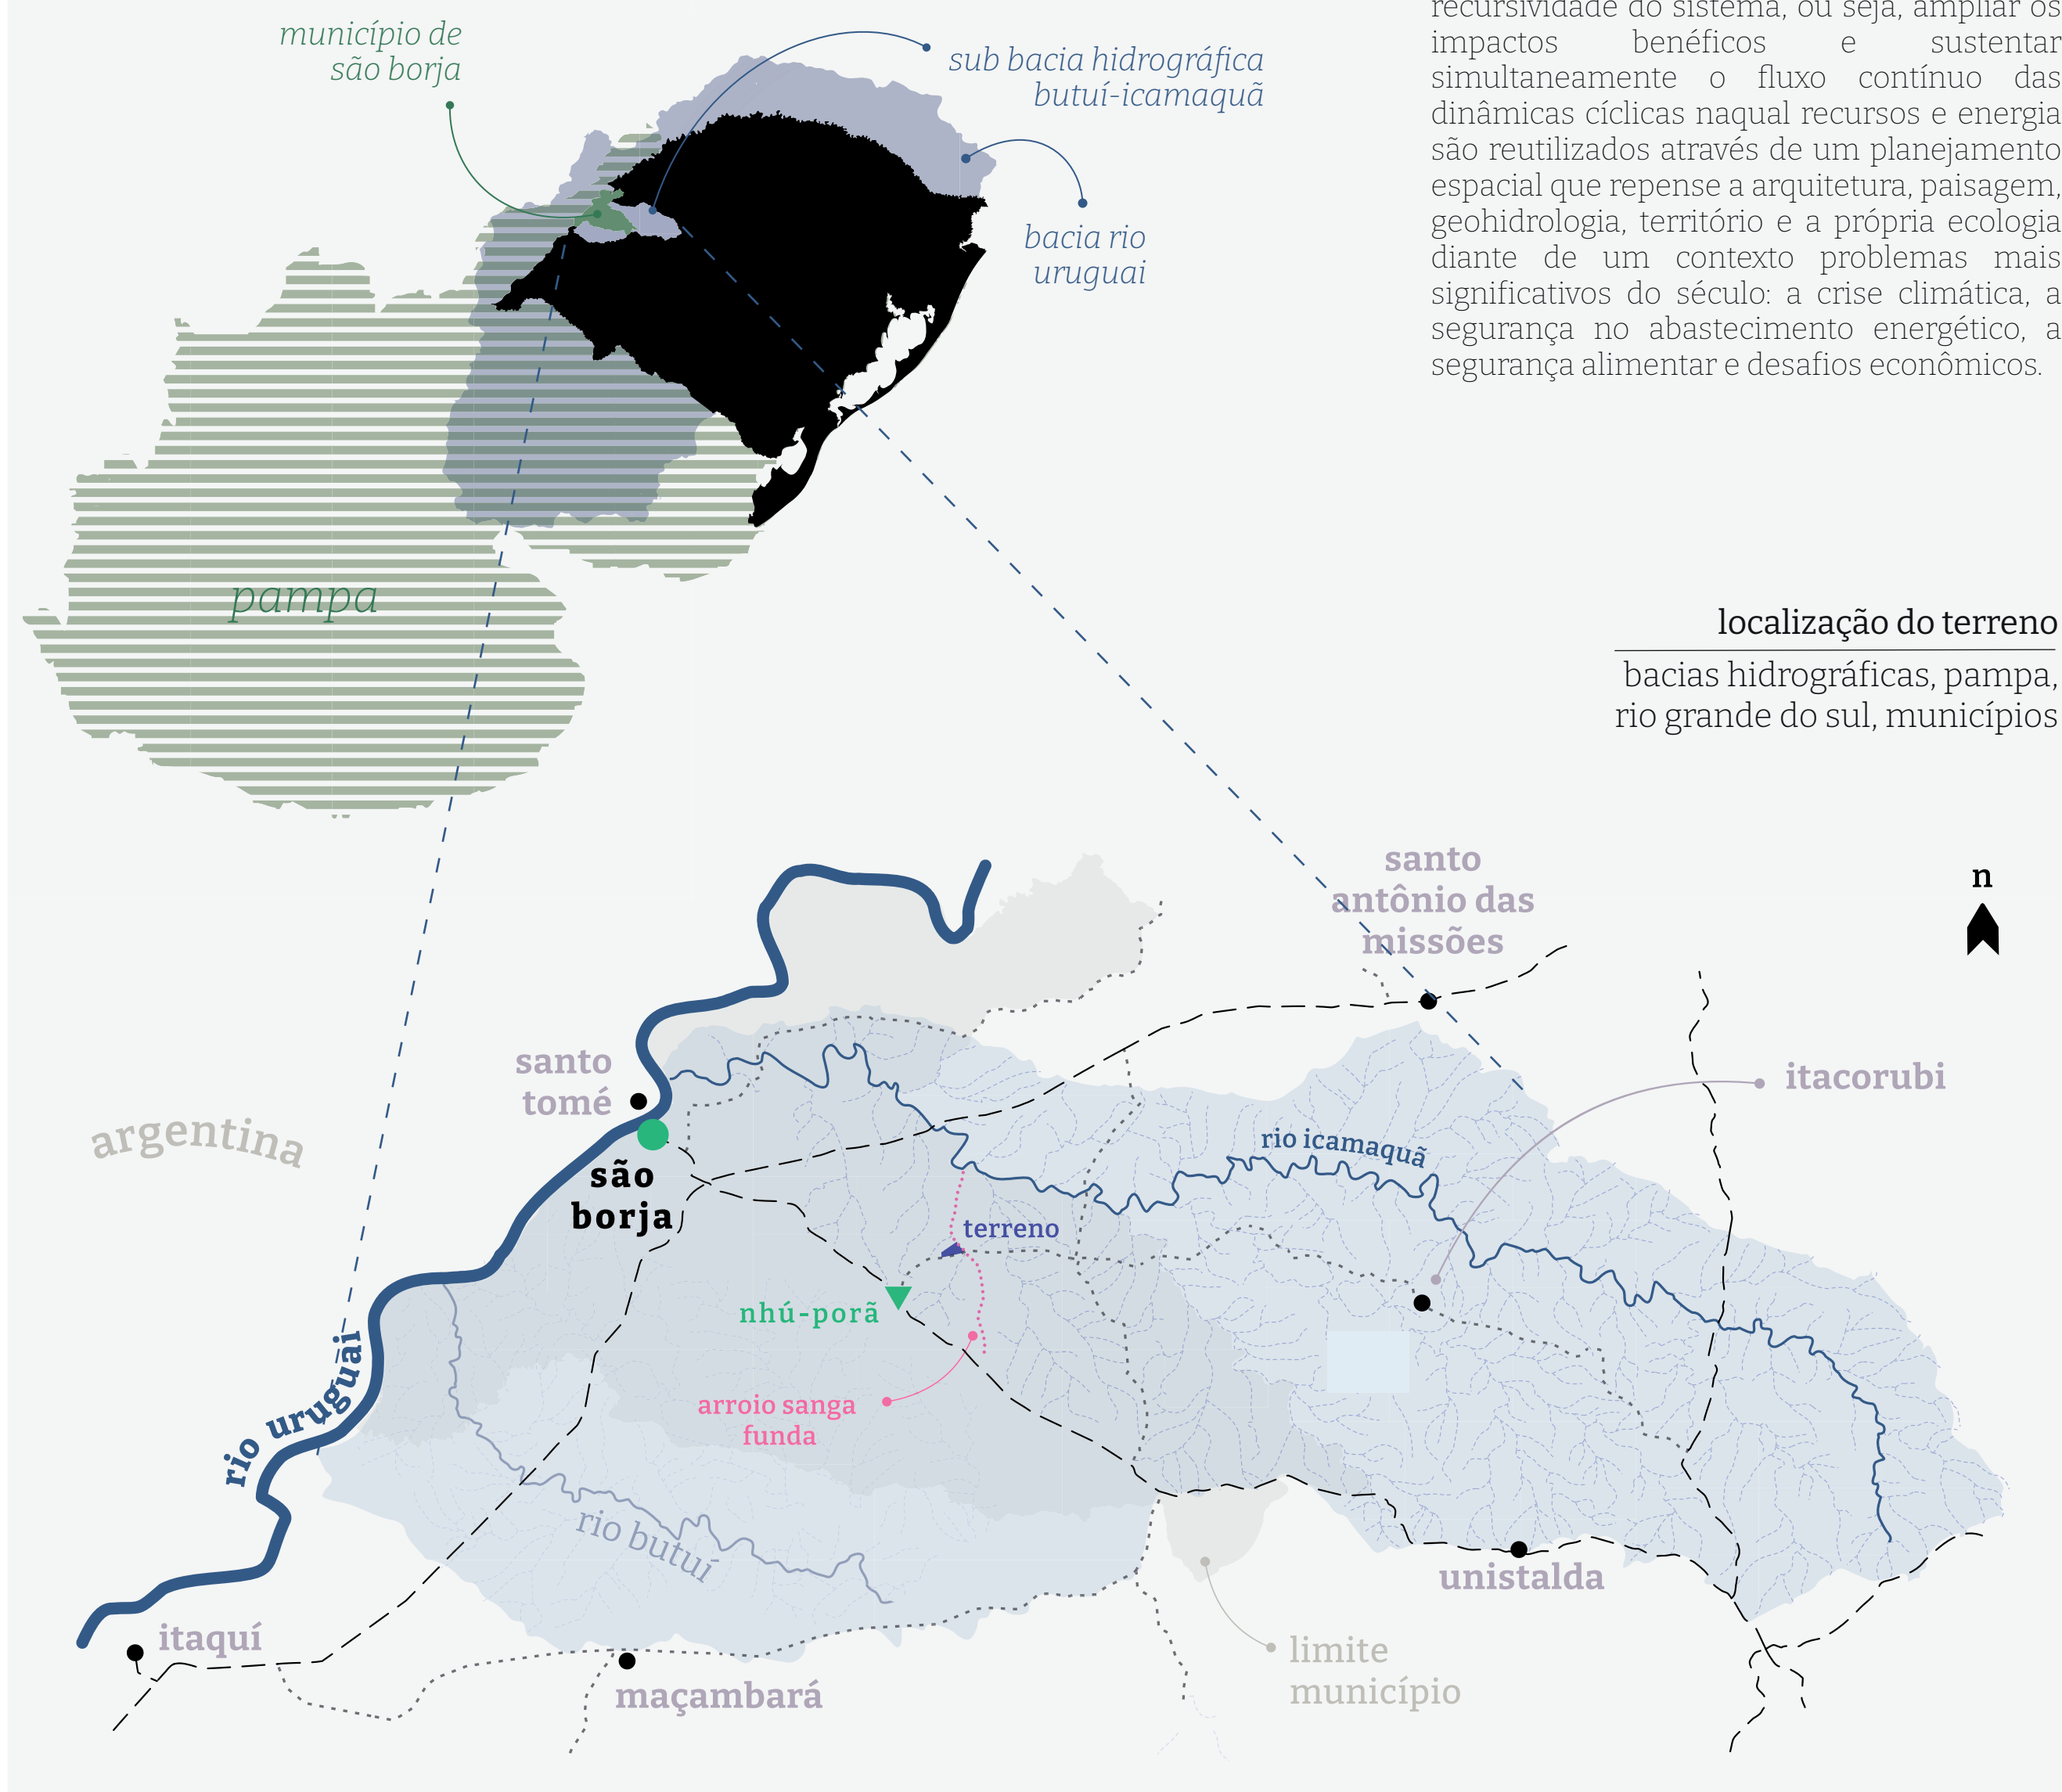 município de
são borja
sub bacia hidrográfica
butuí-icamaquã
bacia rio
uruguai
pampa
recursividade do sistema, ou seja, ampliar os
impactos benéficos e sustentar
simultaneamente o fluxo contínuo das
dinâmicas cíclicas naqual recursos e energia
são reutilizados através de um planejamento
espacial que repense a arquitetura, paisagem,
geohidrologia, território e a própria ecologia
diante de um contexto problemas mais
significativos do século: a crise climática, a
segurança no abastecimento energético, a
segurança alimentar e desafios econômicos.
localização do terreno
bacias hidrográficas, pampa,
rio grande do sul, municípios
santo
antônio das
missões
n
santo
tomé
itacorubi
argentina
rio icamaquã
são
borja
terreno
nhú-porã
rio uruguai
arroio sanga
funda
rio butuí
unistalda
itaquí
limite
município
maçambará